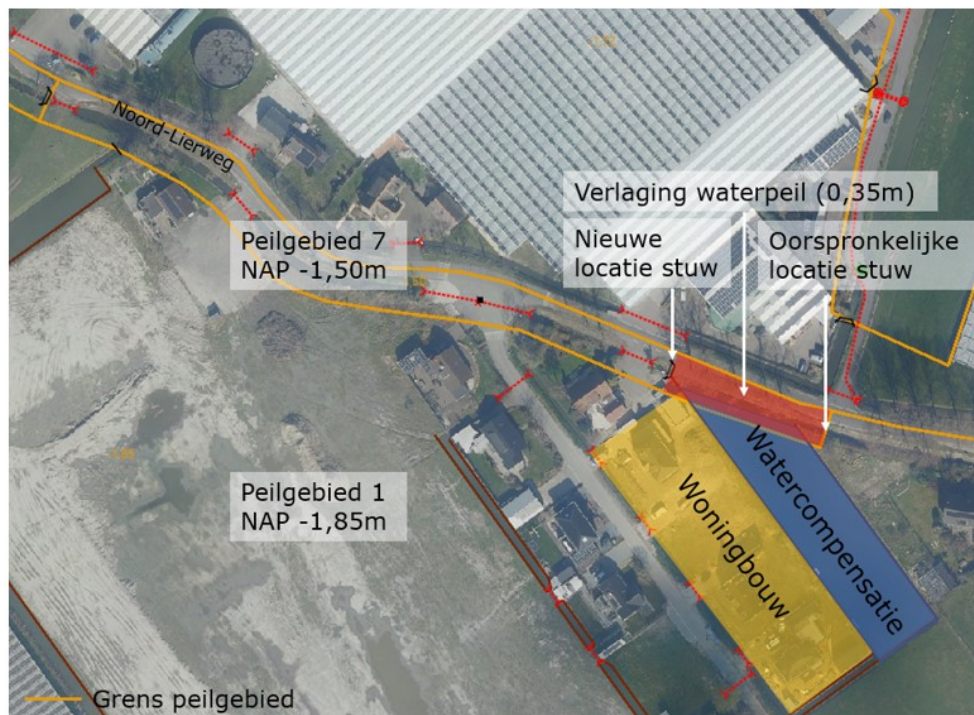 Noord-Lierweg
Verlaging waterpeil (0,35m)
Nieuwe
locatie stuw
Oorspronkelijke
locatie stuw
Peilgebied 7
NAP -1,50m
Peilgebied 1
NAP -1,85m
Woningbouw
Watercompensatie
Grens peilgebied